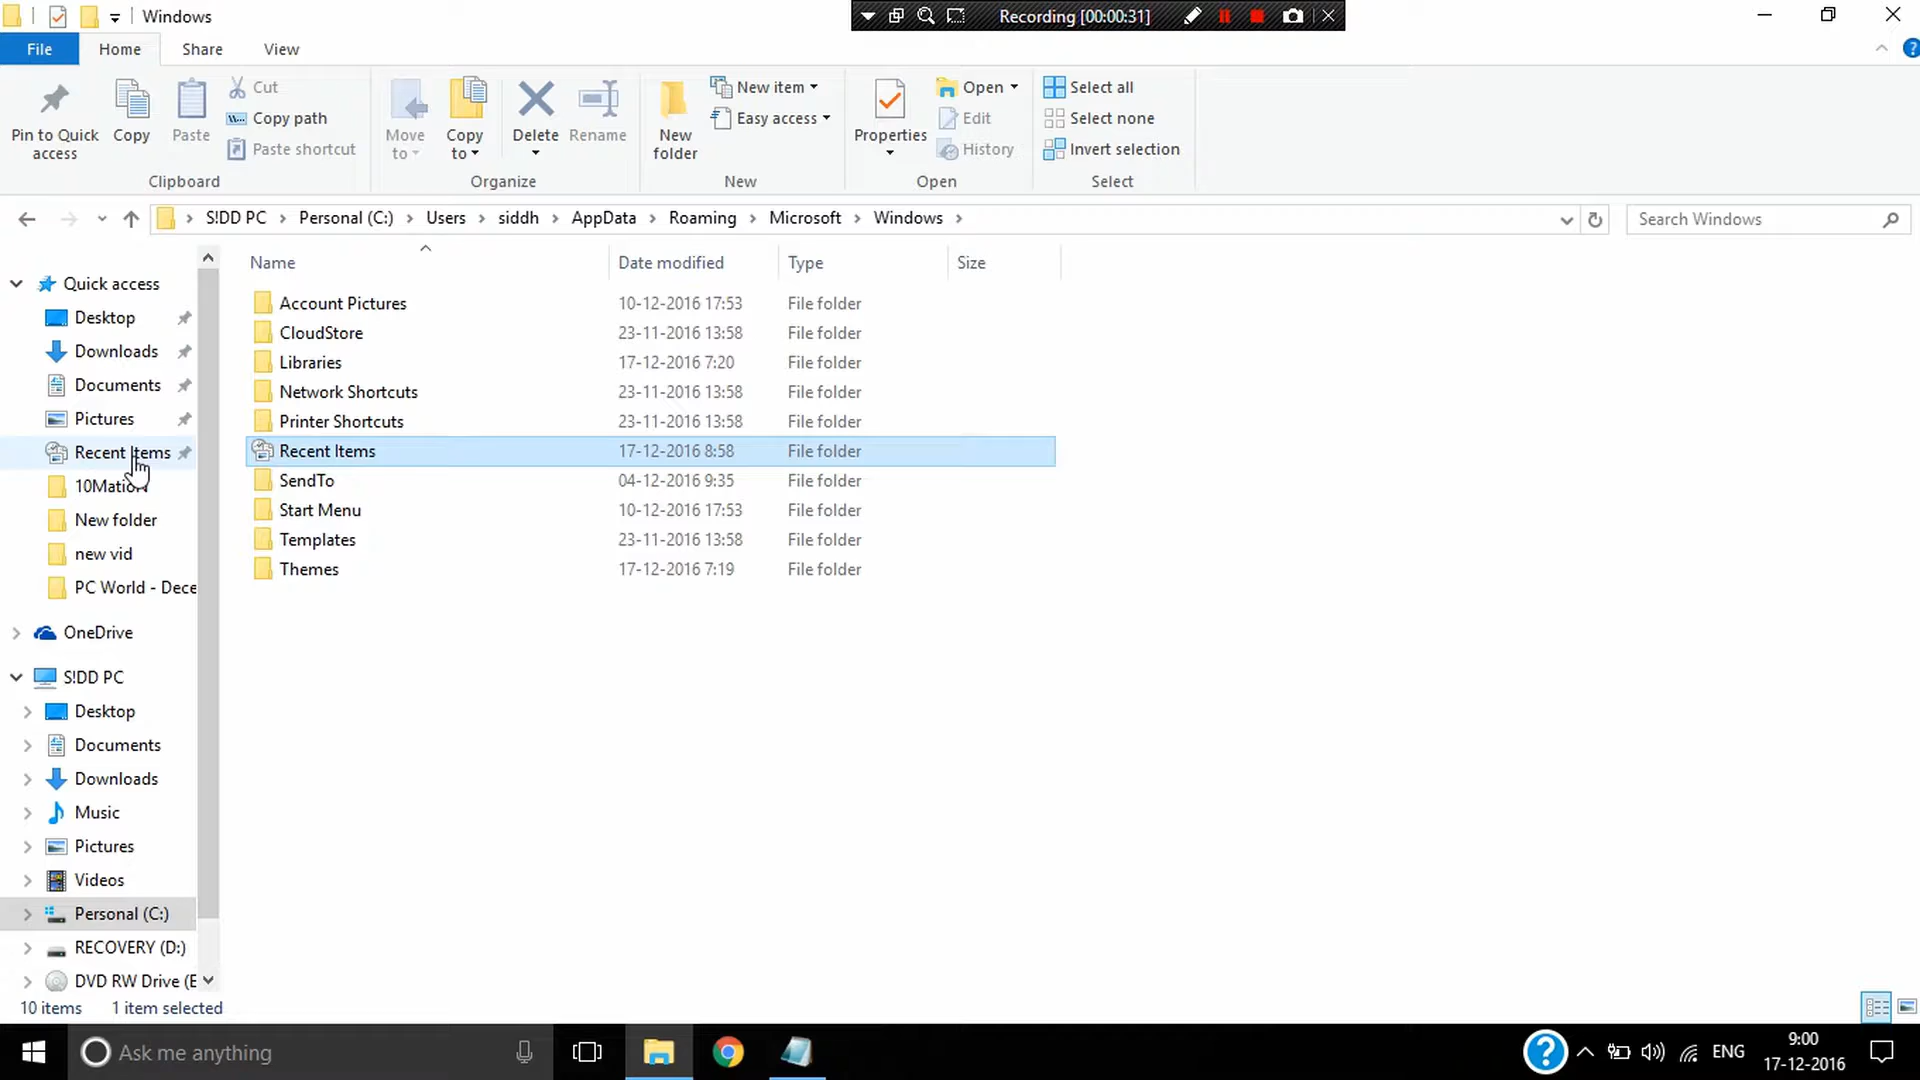 Windows
Recording [00:00:31]
File Home Share View
Pin to Quick access
Copy
Paste
Cut
Copy path
Paste shortcut
Clipboard
Move to
Copy to
Delete
Rename
Organize
New folder
New item
Easy access
New
Properties
Open
Edit
History
Open
Select all
Select none
Invert selection
Select
S!DD PC > Personal (C:) > Users > siddh > AppData > Roaming > Microsoft > Windows >
Search Windows
Quick access
Desktop
Downloads
Documents
Pictures
Recent Items
10Mation
New folder
new vid
PC World - Dece
OneDrive
S!DD PC
Desktop
Documents
Downloads
Music
Pictures
Videos
Personal (C:)
RECOVERY (D:)
DVD RW Drive (E
Name Date modified Type Size
Account Pictures 10-12-2016 17:53 File folder
CloudStore 23-11-2016 13:58 File folder
Libraries 17-12-2016 7:20 File folder
Network Shortcuts 23-11-2016 13:58 File folder
Printer Shortcuts 23-11-2016 13:58 File folder
Recent Items 17-12-2016 8:58 File folder
SendTo 04-12-2016 9:35 File folder
Start Menu 10-12-2016 17:53 File folder
Templates 23-11-2016 13:58 File folder
Themes 17-12-2016 7:19 File folder
10 items 1 item selected
Ask me anything
ENG
9:00
17-12-2016